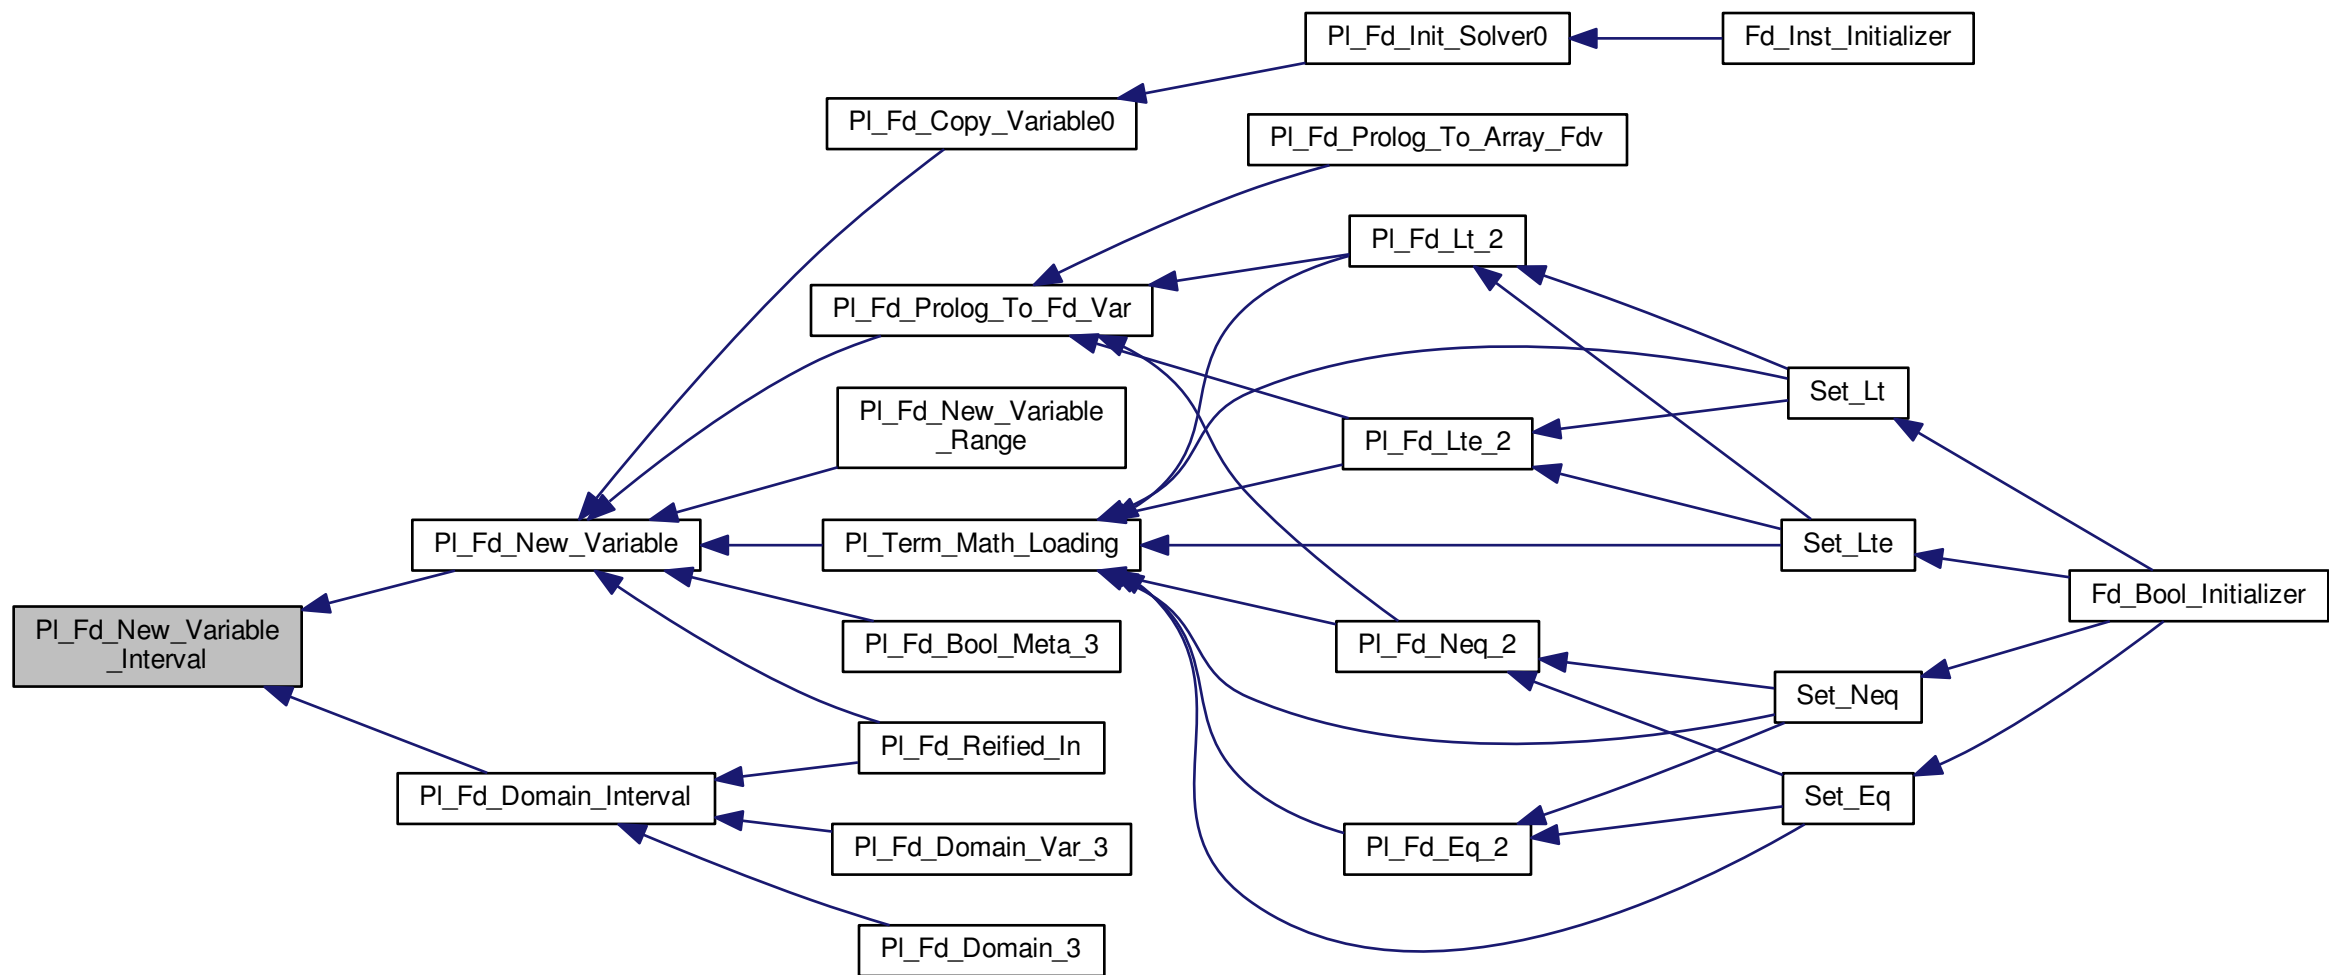 Pl_Fd_Init_Solver0
Fd_Inst_Initializer
Pl_Fd_Copy_Variable0
Pl_Fd_Prolog_To_Array_Fdv
Pl_Fd_Lt_2
Pl_Fd_Prolog_To_Fd_Var
Set_Lt
Pl_Fd_New_Variable
_Range
Pl_Fd_Lte_2
Pl_Fd_New_Variable
Pl_Term_Math_Loading
Set_Lte
Fd_Bool_Initializer
Pl_Fd_New_Variable
_Interval
Pl_Fd_Bool_Meta_3
Pl_Fd_Neq_2
Set_Neq
Pl_Fd_Reified_In
Pl_Fd_Domain_Interval
Set_Eq
Pl_Fd_Domain_Var_3
Pl_Fd_Eq_2
Pl_Fd_Domain_3